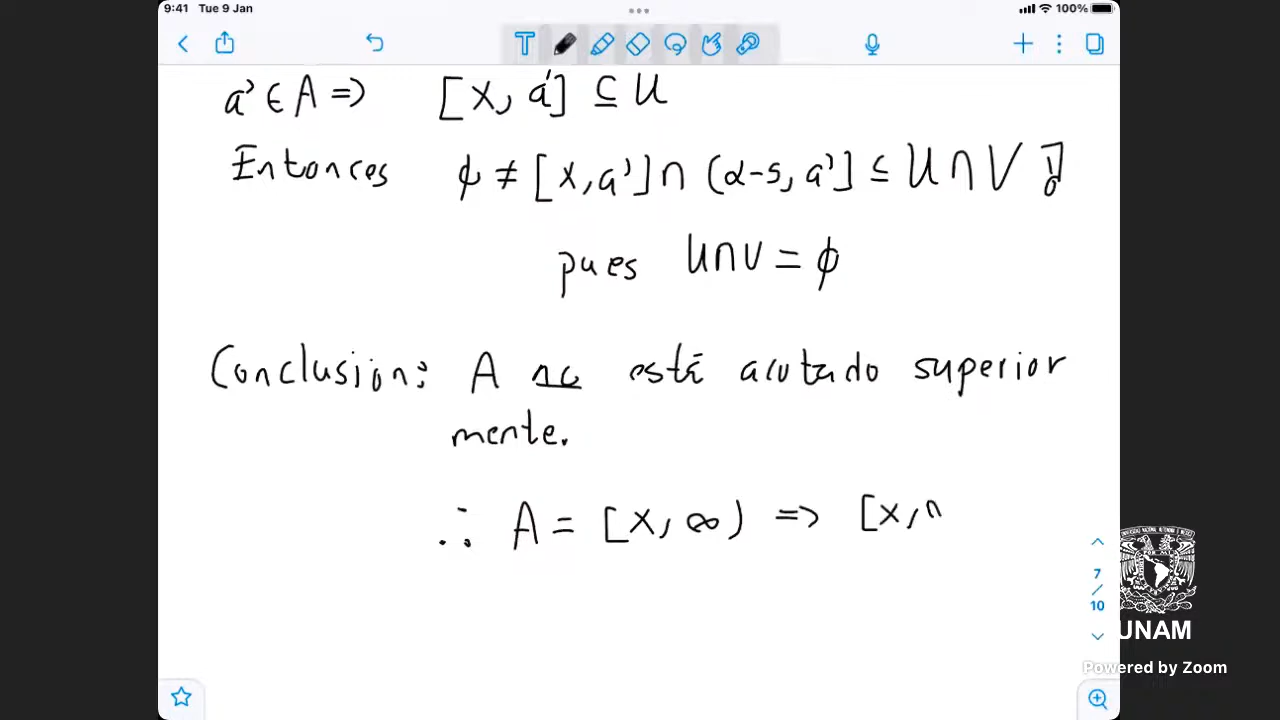 9:41 Tue 9 Jan 100%
a' ∈ A => [x, a'] ⊆ U
Entonces ϕ ≠ [x, a'] ∩ (α-s, a'] ⊆ U ∩ V
pues U∩V = ϕ
Conclusión: A no está acotado superior
mente.
∴ A = [x, ∞) => [x, n
7
/
10
UNAM
Powered by Zoom